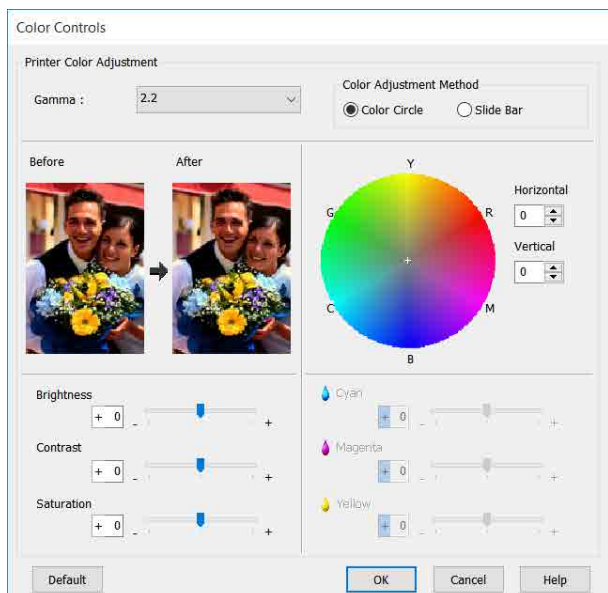 Color Controls
Printer Color Adjustment
Gamma :
2.2
Color Adjustment Method
Color Circle
Slide Bar
Before
After
Y
G
R
C
M
B
Horizontal
0
Vertical
0
Brightness
+ 0
- +
Contrast
+ 0
- +
Saturation
+ 0
- +
Cyan
+ 0
- +
Magenta
+ 0
- +
Yellow
+ 0
- +
Default
OK
Cancel
Help